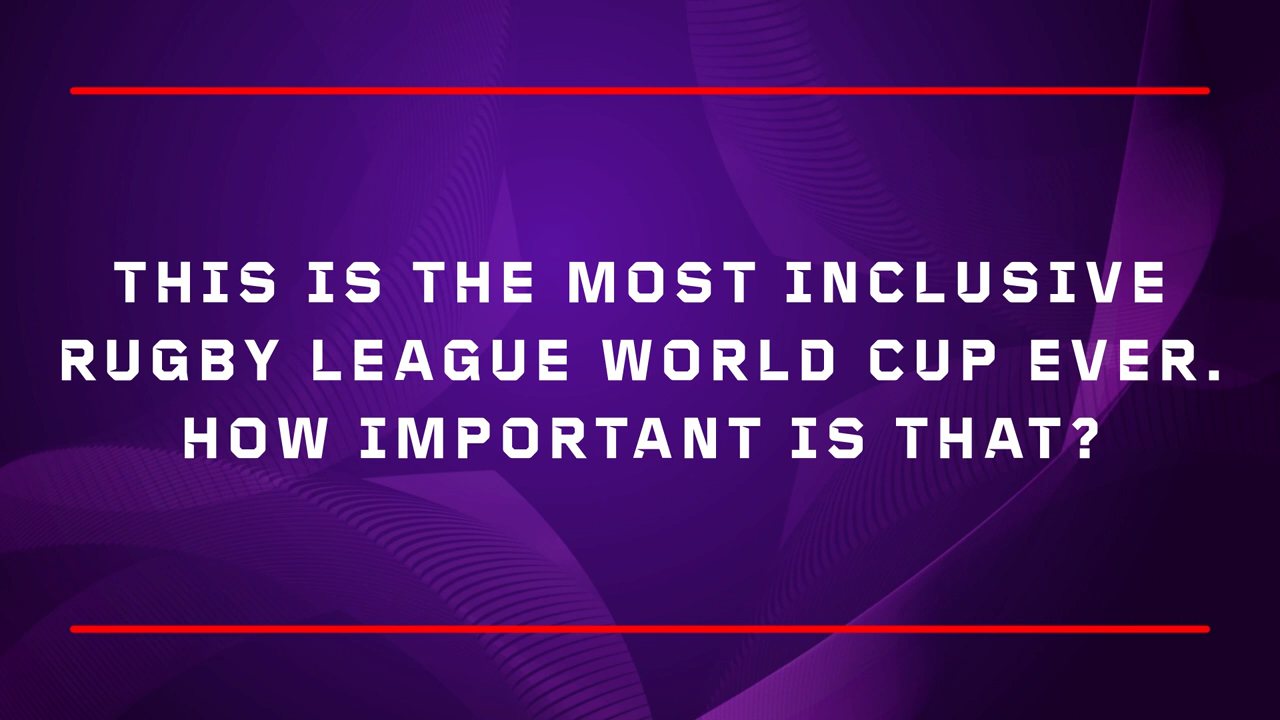 THIS IS THE MOST INCLUSIVE
RUGBY LEAGUE WORLD CUP EVER.
HOW IMPORTANT IS THAT?